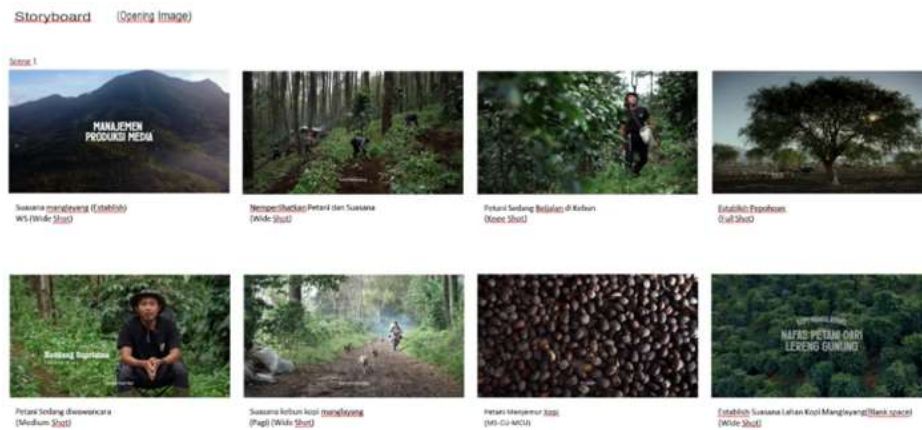 Storyboard (Opening Image)
Scene 1
MANAJEMEN
PRODUKSI MEDIA
Suasana manglayang (Establish)
WS (Wide Shot)
Memperlihatkan Petani dan Suasana
(Wide Shot)
Petani Sedang Berjalan di Kebun
(Knee Shot)
Establish Pepohoan
(Full Shot)
NAFAS PETANI DARI
LERENG GUNUNG
Petani Sedang diwawancara
(Medium Shot)
Suasana kebun kopi manglayang
(Pagi) (Wide Shot)
Petani Menjemur kopi
(MS-CU-MCU)
Establish Suasana Lahan Kopi Manglayang(Blank space)
(Wide Shot)